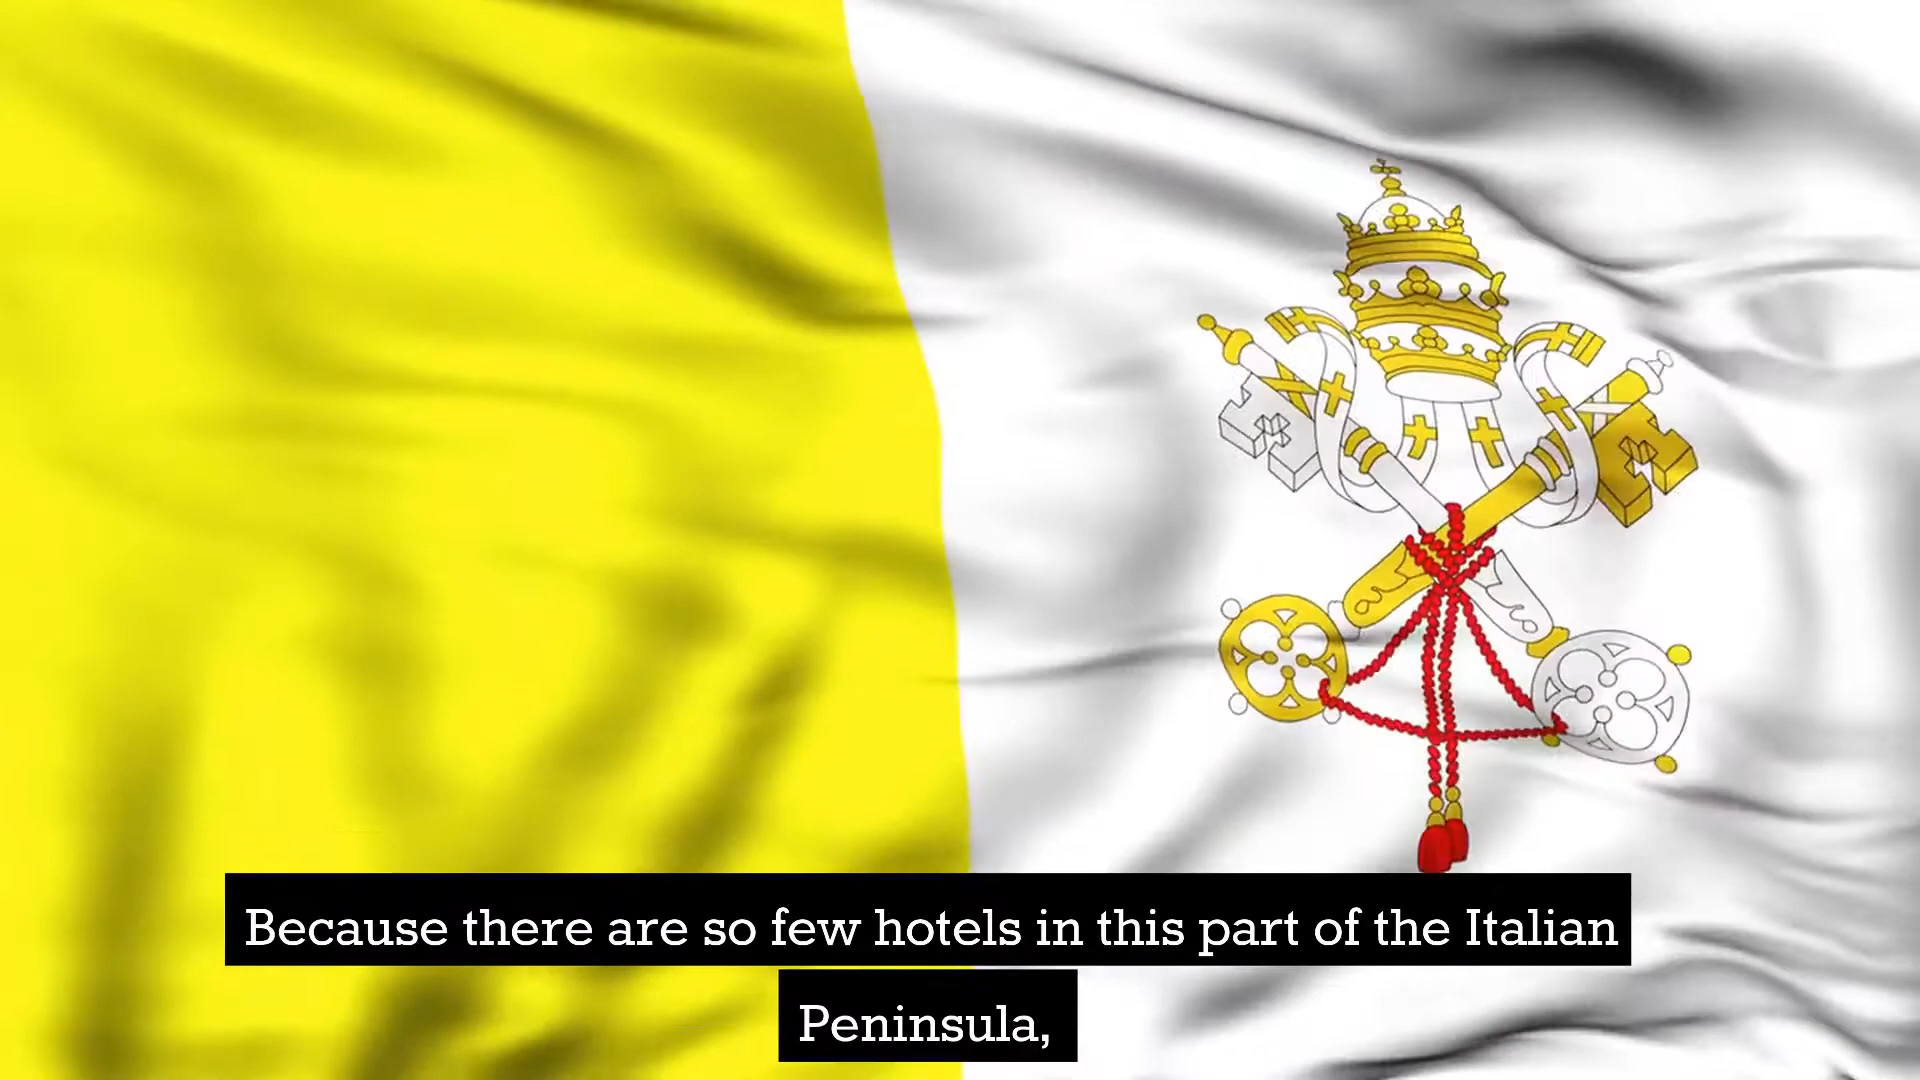 Because there are so few hotels in this part of the Italian
Peninsula,